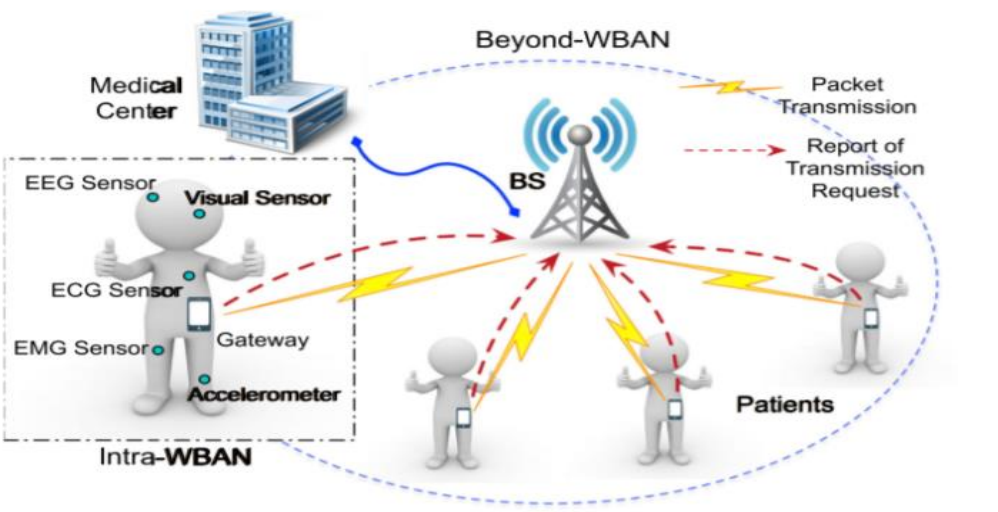 Beyond-WBAN
Medical
Center
Packet
Transmission
Report of
Transmission
Request
BS
EEG Sensor
Visual Sensor
ECG Sensor
Gateway
EMG Sensor
Accelerometer
Patients
Intra-WBAN